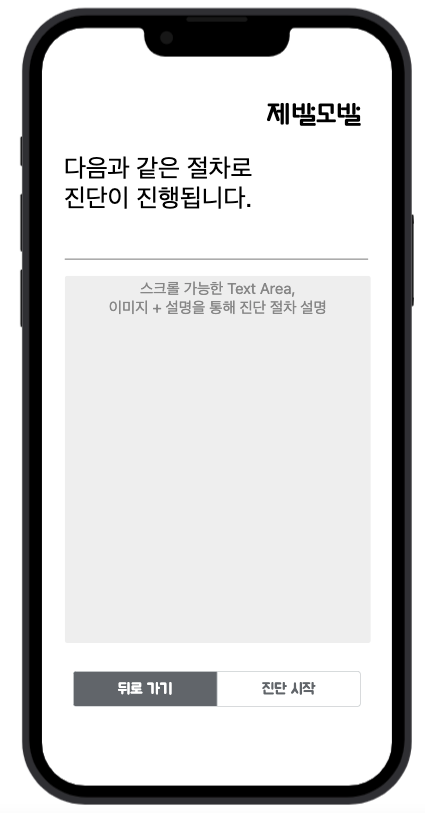 제발모발
다음과 같은 절차로
진단이 진행됩니다.
스크롤 가능한 Text Area,
이미지 + 설명을 통해 진단 절차 설명
뒤로 가기
진단 시작